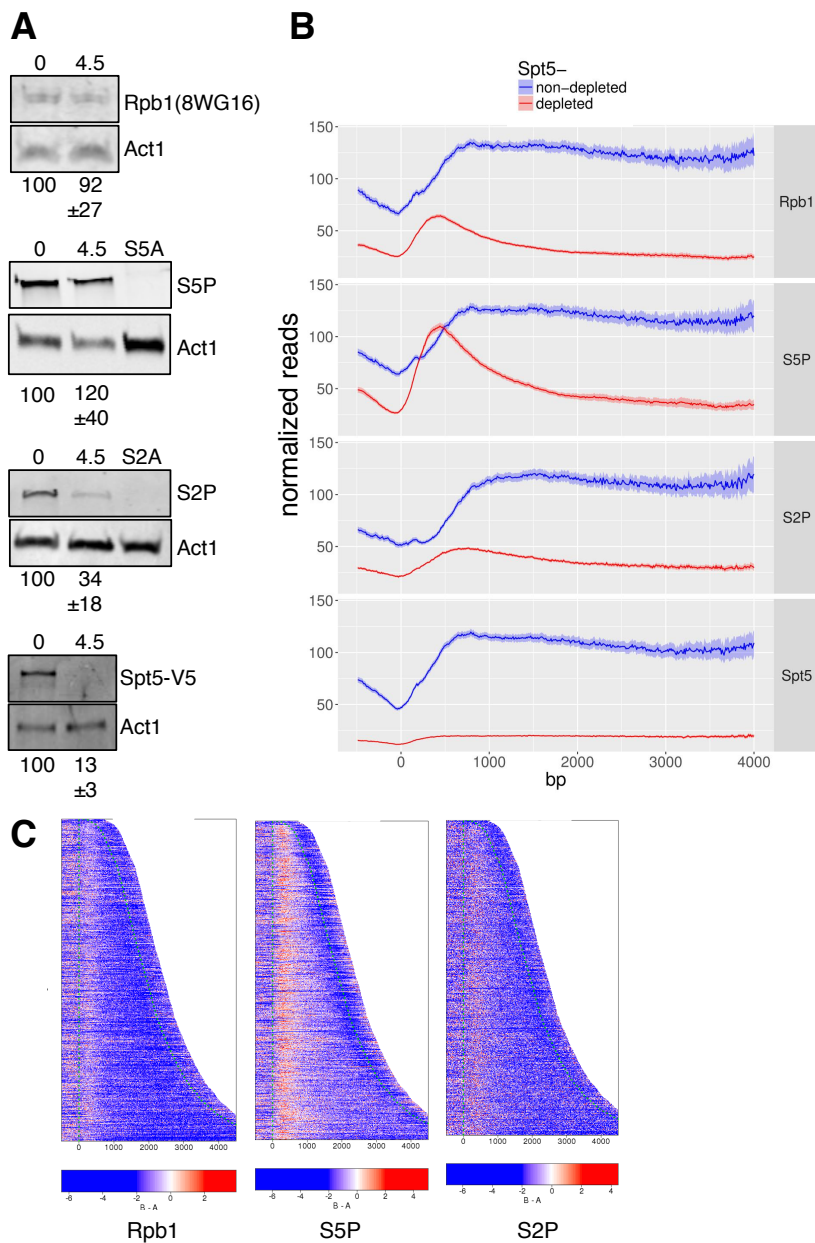 A
0 4.5
Rpb1(8WG16)
Act1
100 92
±27
0 4.5 S5A
S5P
Act1
100 120
±40
0 4.5 S2A
S2P
Act1
100 34
±18
0 4.5
Spt5-V5
Act1
100 13
±3
B
Spt5-
non-depleted
depleted
normalized reads
150
100
50
Rpb1
150
100
50
S5P
150
100
50
S2P
150
100
50
Spt5
0 1000 2000 3000 4000
bp
C
0 1000 2000 3000 4000
0 1000 2000 3000 4000
0 1000 2000 3000 4000
-6 -4 -2 0 2
B - A
-6 -4 -2 0 2 4
B - A
-6 -4 -2 0 2 4
B - A
Rpb1 S5P S2P